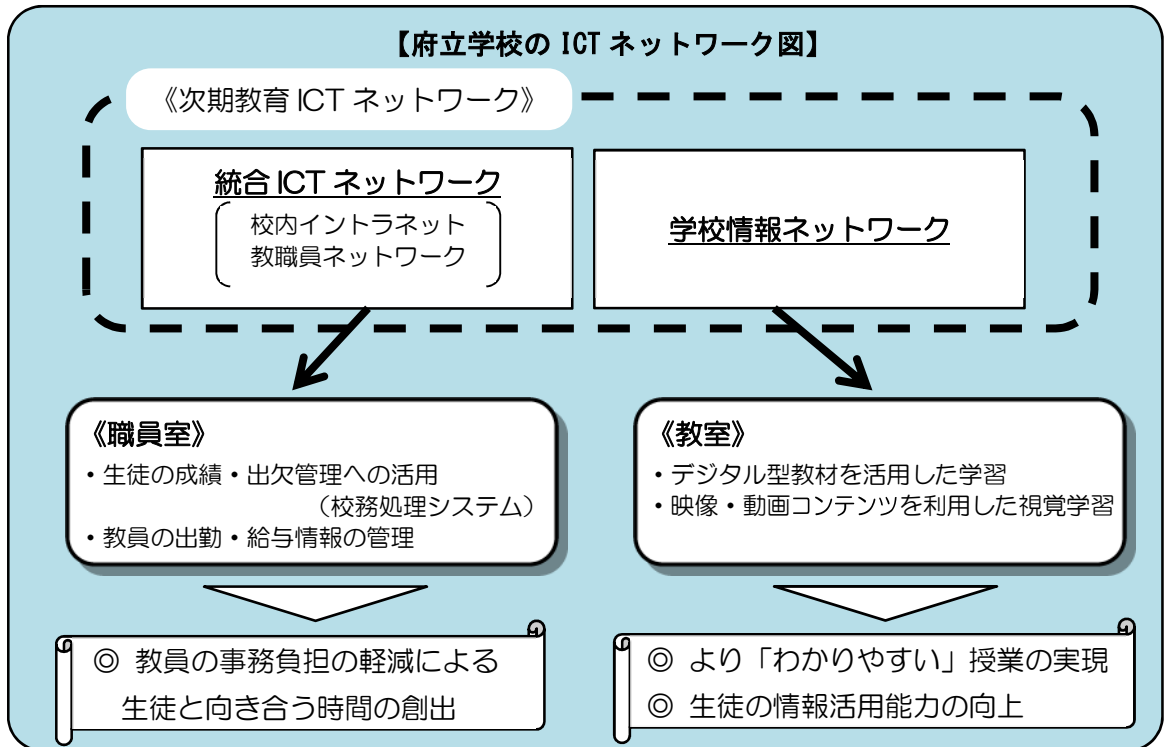 【府立学校の ICT ネットワーク図】
《次期教育 ICT ネットワーク》
統合 ICT ネットワーク
校内イントラネット
教職員ネットワーク
学校情報ネットワーク
《職員室》
・生徒の成績・出欠管理への活用
（校務処理システム）
・教員の出勤・給与情報の管理
《教室》
・デジタル型教材を活用した学習
・映像・動画コンテンツを利用した視覚学習
◎ 教員の事務負担の軽減による
生徒と向き合う時間の創出
◎ より「わかりやすい」授業の実現
◎ 生徒の情報活用能力の向上